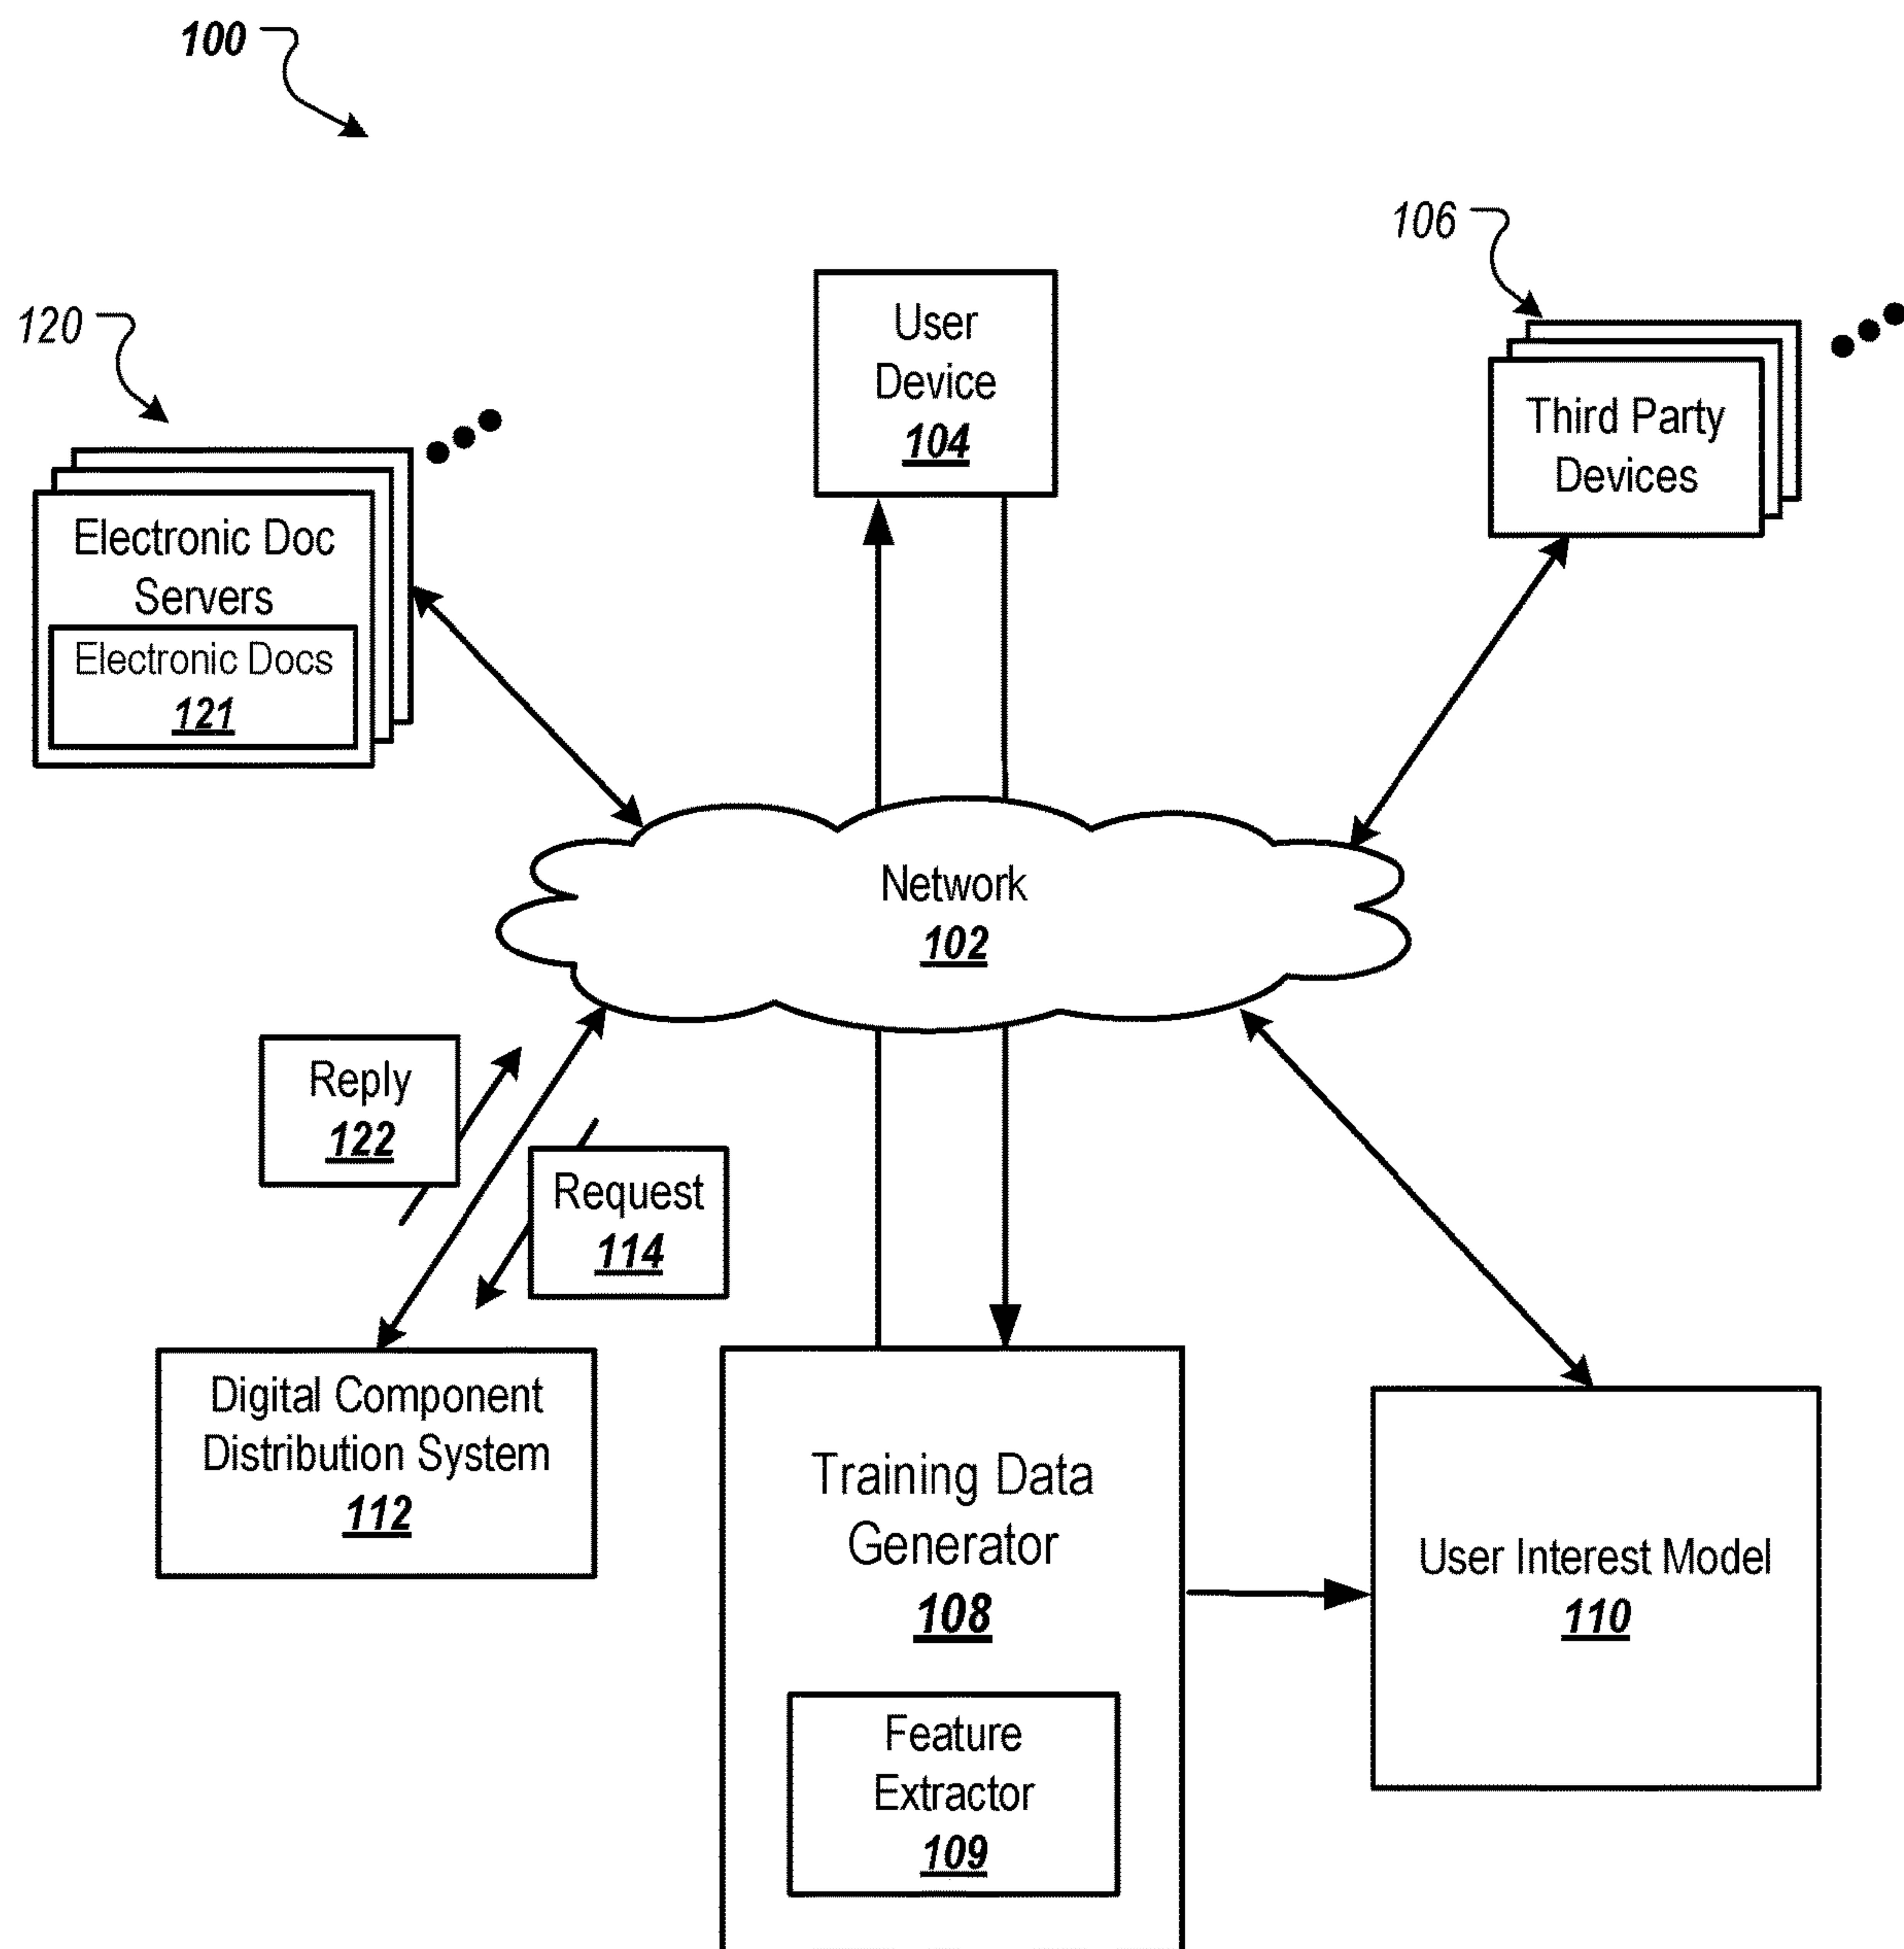 100
106
120
User
Device
104
Third Party
Devices
Electronic Doc
Servers
Electronic Docs
121
Network
102
Reply
122
Request
114
Digital Component
Distribution System
112
Training Data
Generator
108
User Interest Model
110
Feature
Extractor
109